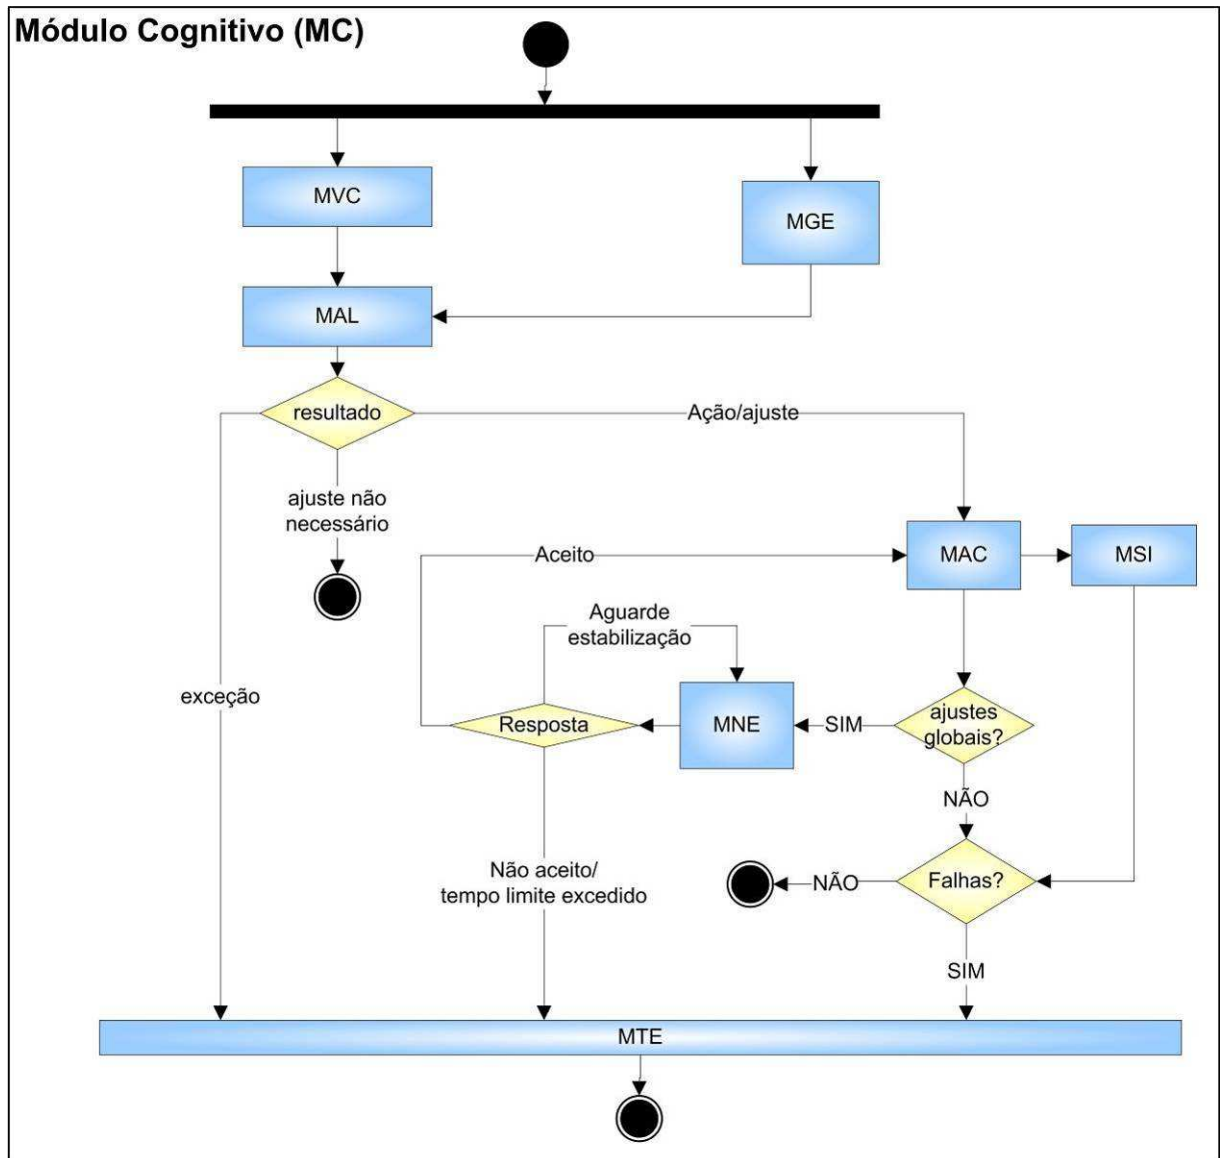 Módulo Cognitivo (MC)
MVC
MGE
MAL
resultado
Ação/ajuste
ajuste não
necessário
Aceito
MAC
MSI
Aguarde
estabilização
exceção
Resposta
MNE
SIM
ajustes
globais?
NÃO
Não aceito/
tempo limite excedido
NÃO
Falhas?
SIM
MTE